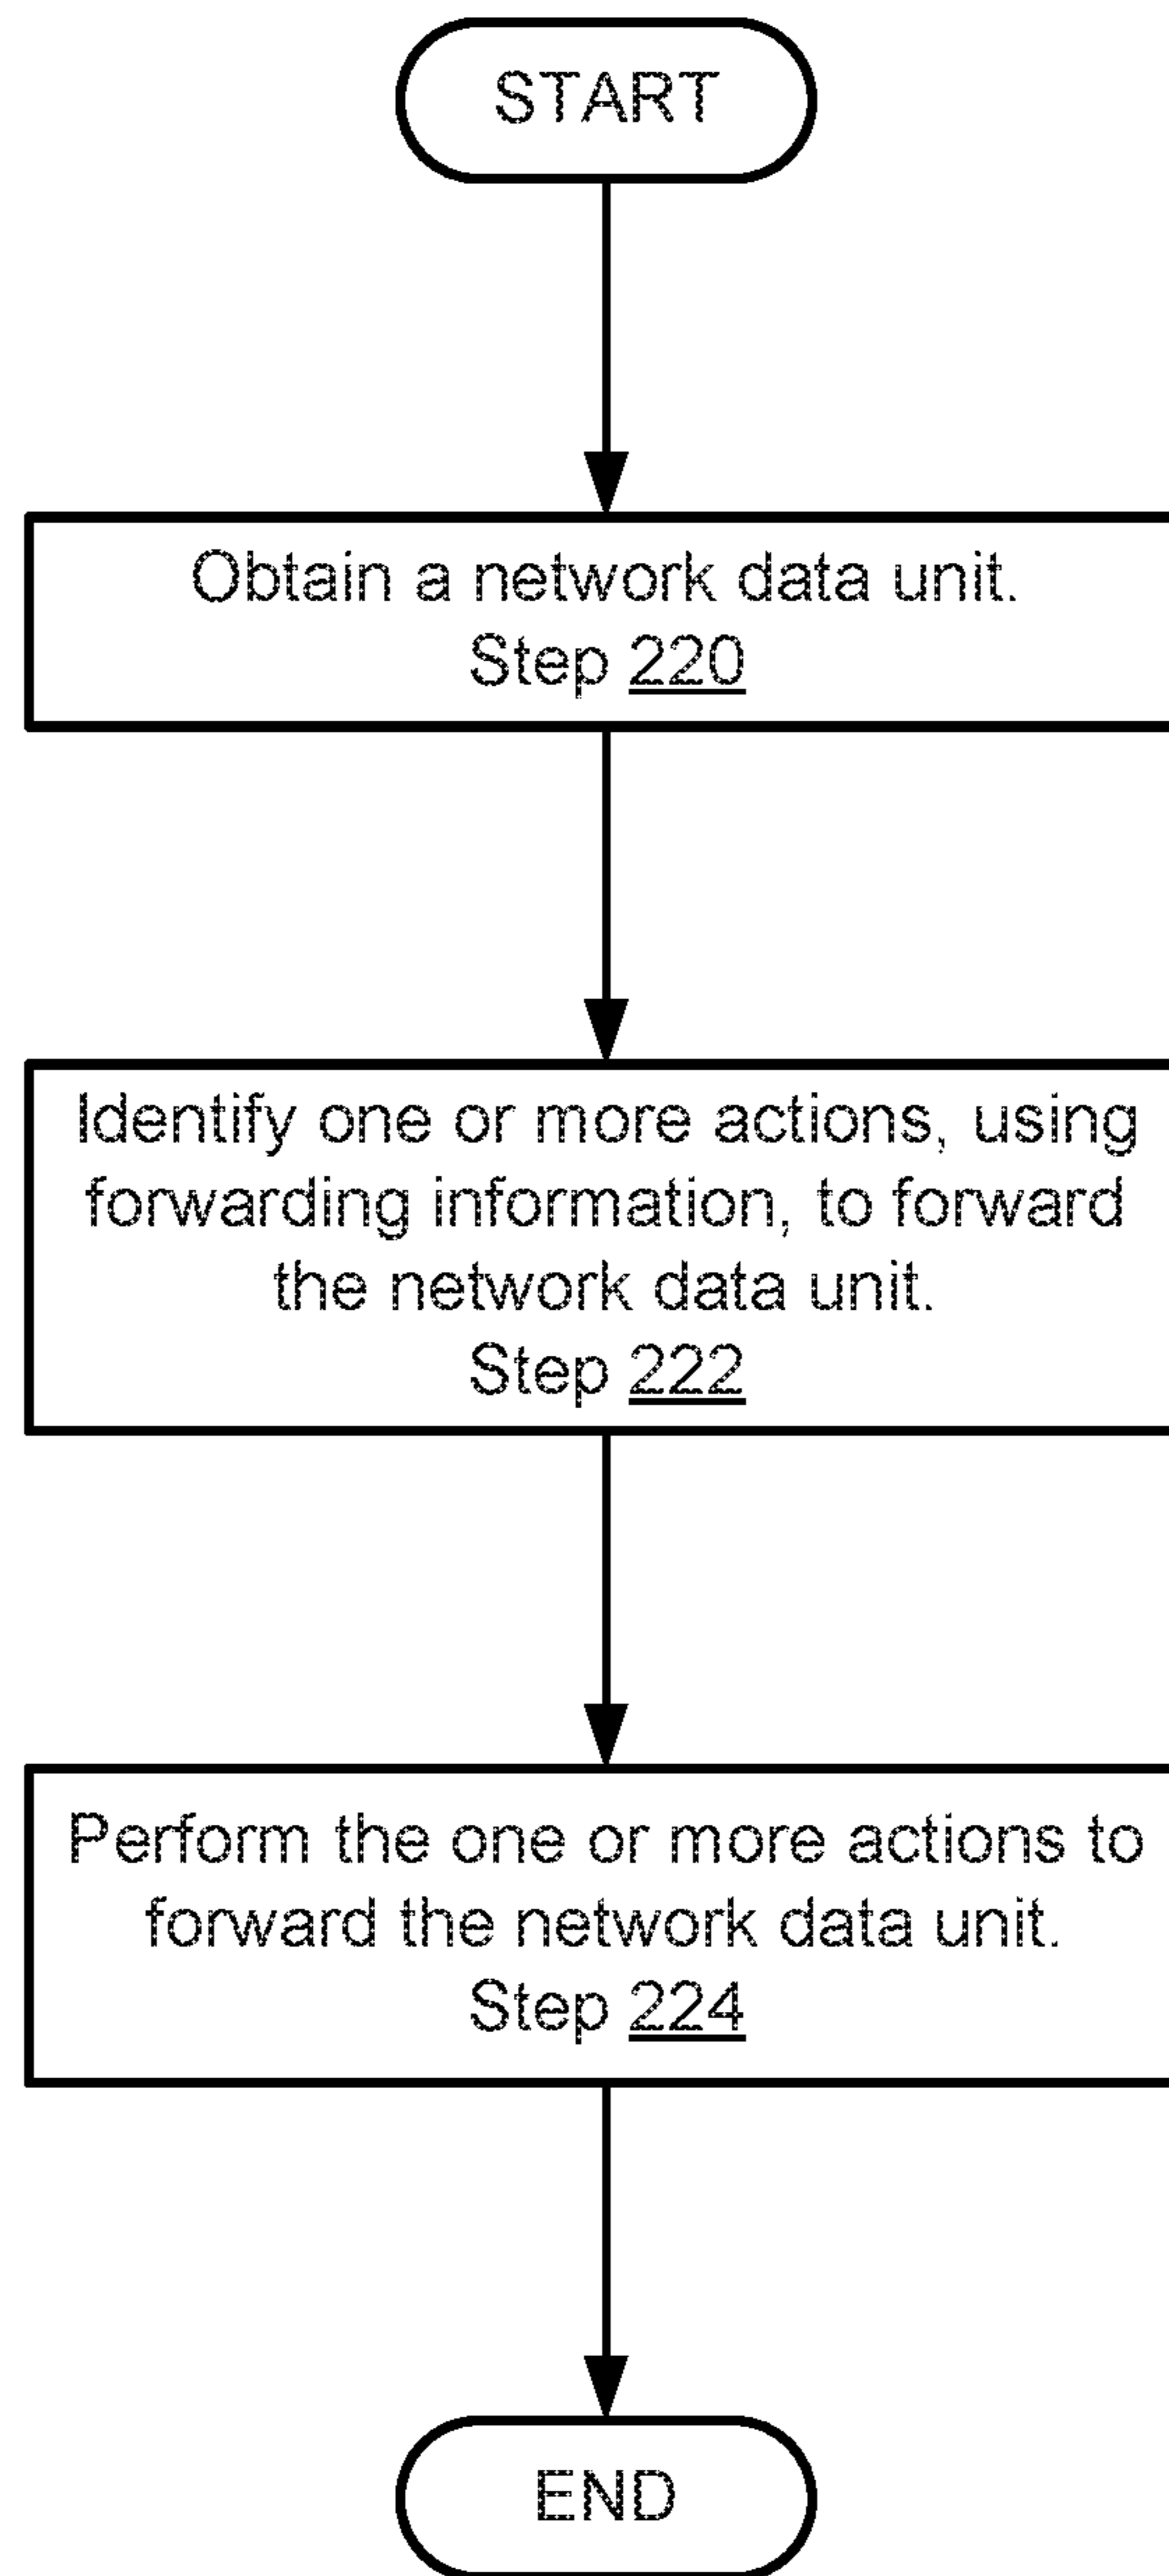 START
Obtain a network data unit.
Step 220
Identify one or more actions, using
forwarding information, to forward
the network data unit.
Step 222
Perform the one or more actions to
forward the network data unit.
Step 224
END